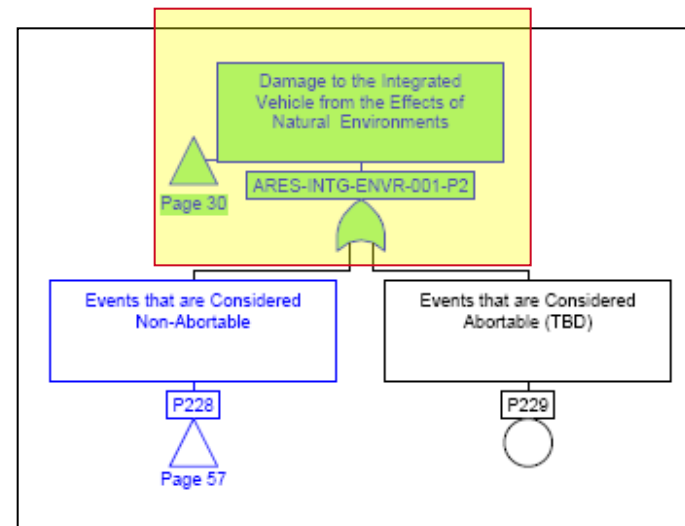 Damage to the Integrated
Vehicle from the Effects of
Natural Environments
Page 30
ARES-INTG-ENVR-001-P2
Events that are Considered
Non-Abortable
Events that are Considered
Abortable (TBD)
P228
P229
Page 57